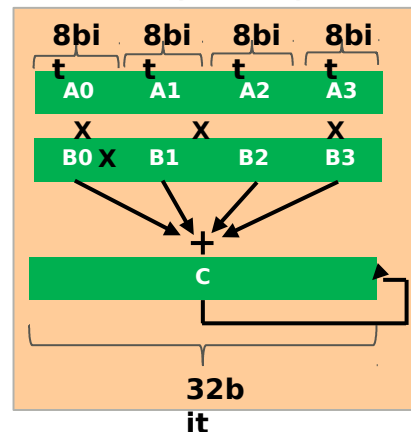 8bi 8bi 8bi 8bi
t t t t
A0 A1 A2 A3
X X X
B0 X B1 B2 B3
+
C
32b
it